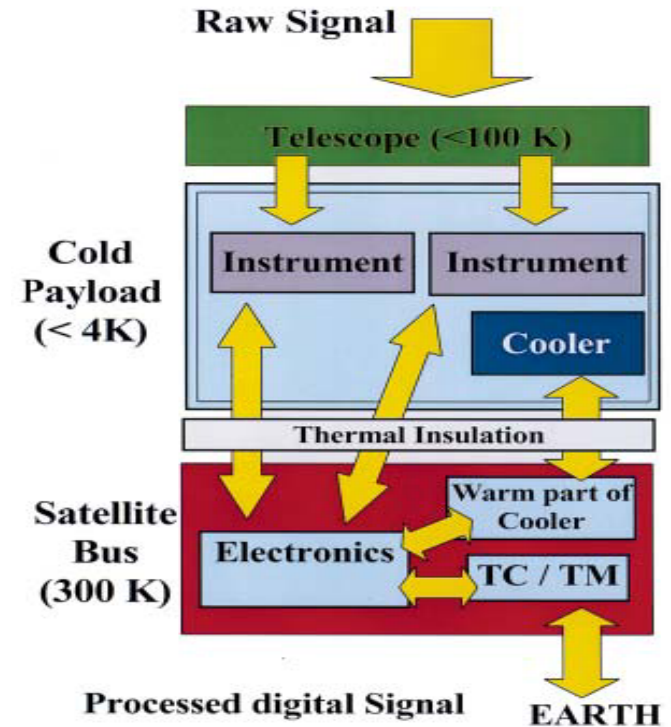 Raw Signal
Telescope (<100 K)
Cold
Payload
(< 4K)
Instrument
Instrument
Cooler
Thermal Insulation
Satellite
Bus
(300 K)
Warm part of
Cooler
Electronics
TC / TM
Processed digital Signal
EARTH